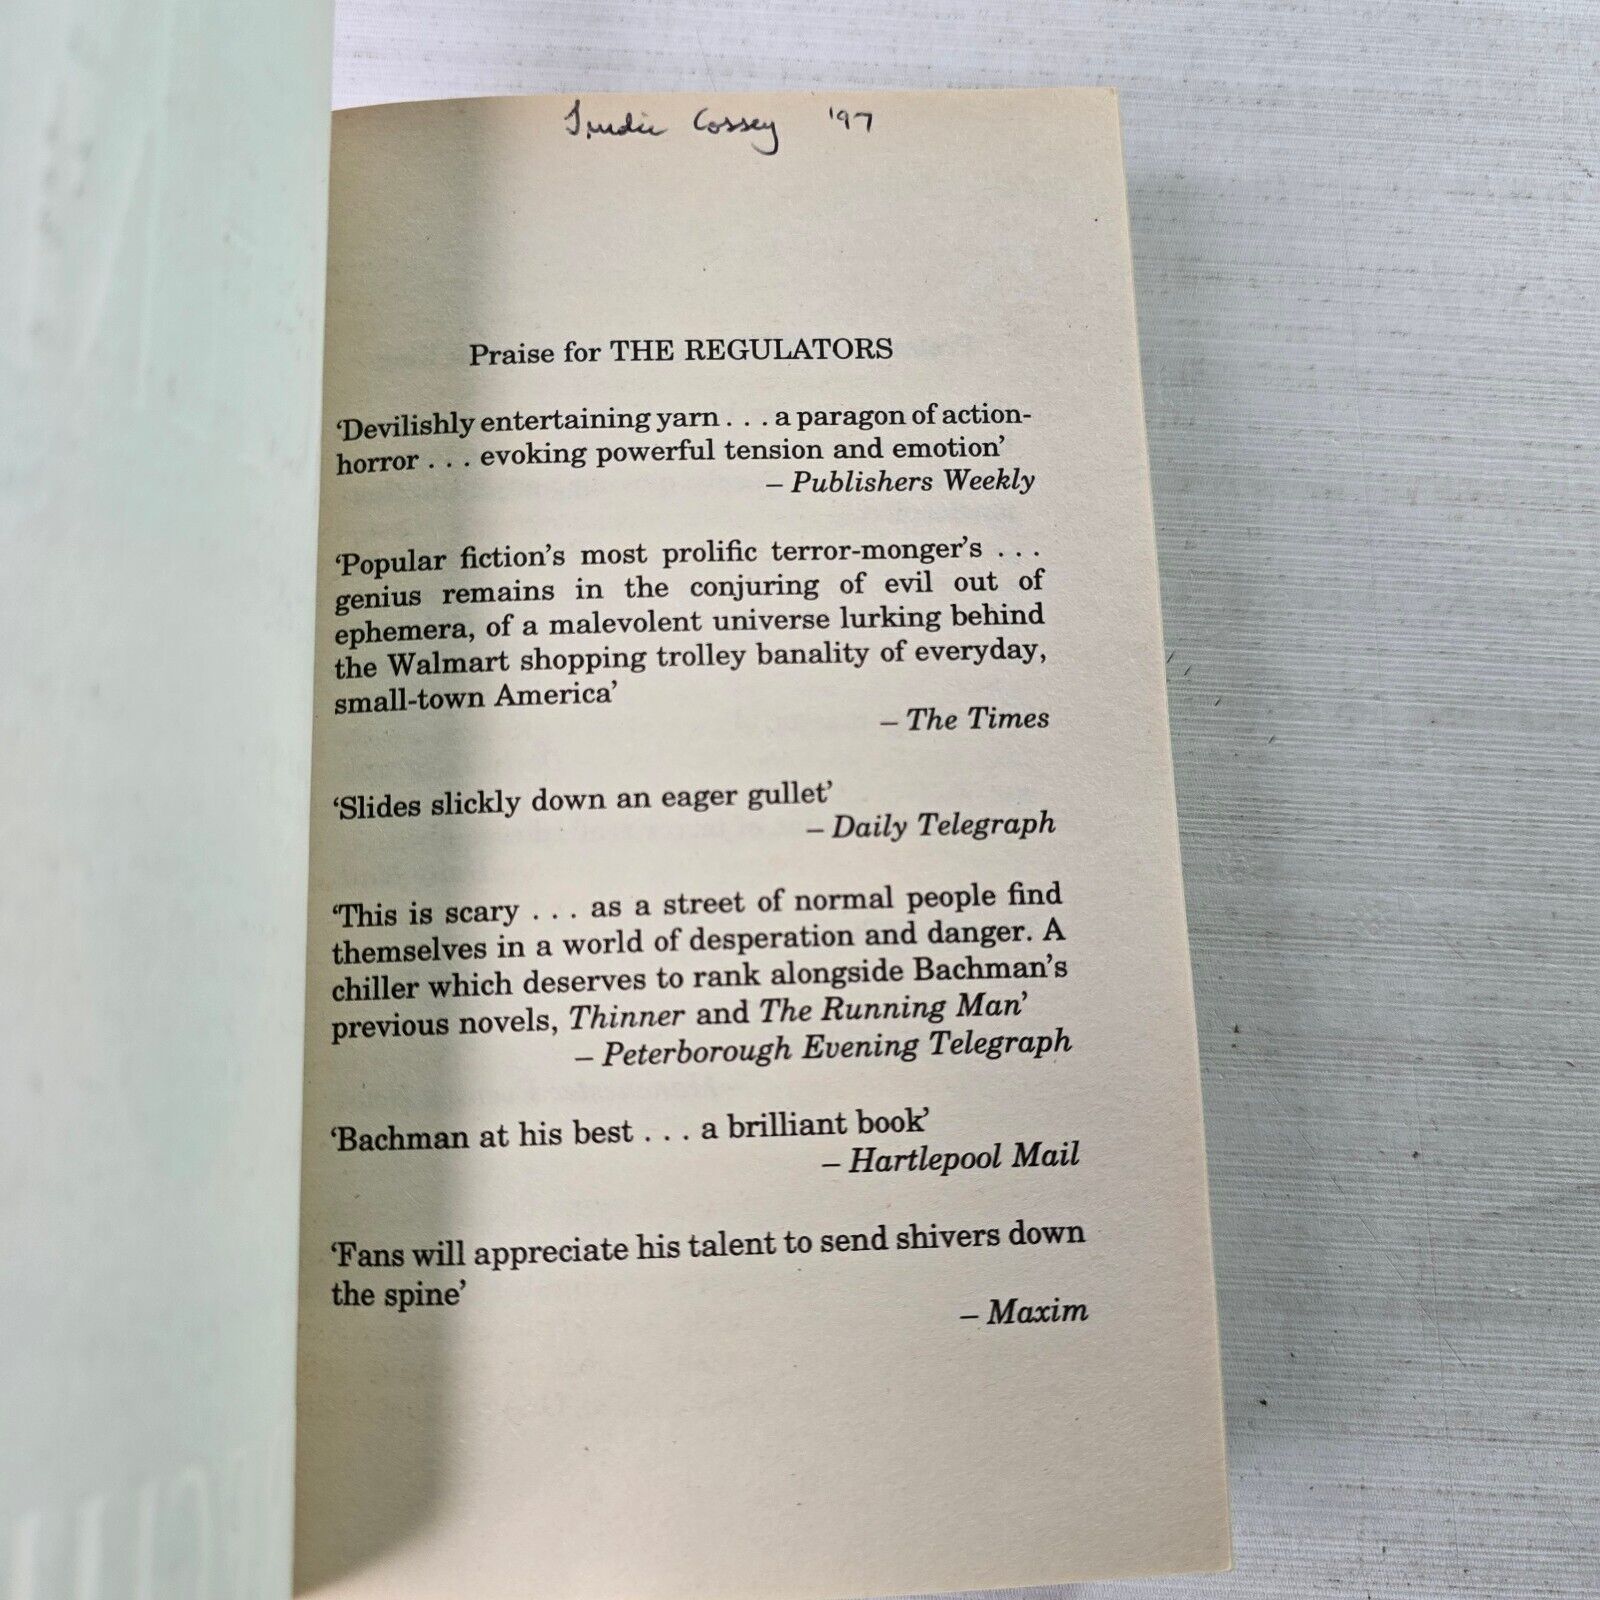 Trudie Cossey '97
Praise for THE REGULATORS
‘Devilishly entertaining yarn . . . a paragon of action-
horror . . . evoking powerful tension and emotion’
– Publishers Weekly
‘Popular fiction’s most prolific terror-monger’s . . .
genius remains in the conjuring of evil out of
ephemera, of a malevolent universe lurking behind
the Walmart shopping trolley banality of everyday,
small-town America’
– The Times
‘Slides slickly down an eager gullet’
– Daily Telegraph
‘This is scary . . . as a street of normal people find
themselves in a world of desperation and danger. A
chiller which deserves to rank alongside Bachman’s
previous novels, Thinner and The Running Man’
– Peterborough Evening Telegraph
‘Bachman at his best . . . a brilliant book’
– Hartlepool Mail
‘Fans will appreciate his talent to send shivers down
the spine’
– Maxim